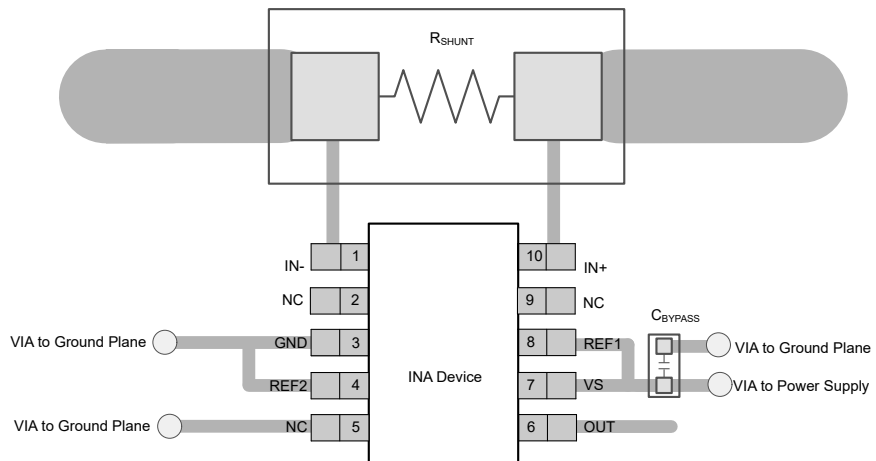 RSHUNT
IN- 1 10 IN+
NC 2 9 NC
CBYPASS
VIA to Ground Plane GND 3 8 REF1 VIA to Ground Plane
INA Device
REF2 4 7 VS VIA to Power Supply
VIA to Ground Plane NC 5 6 OUT